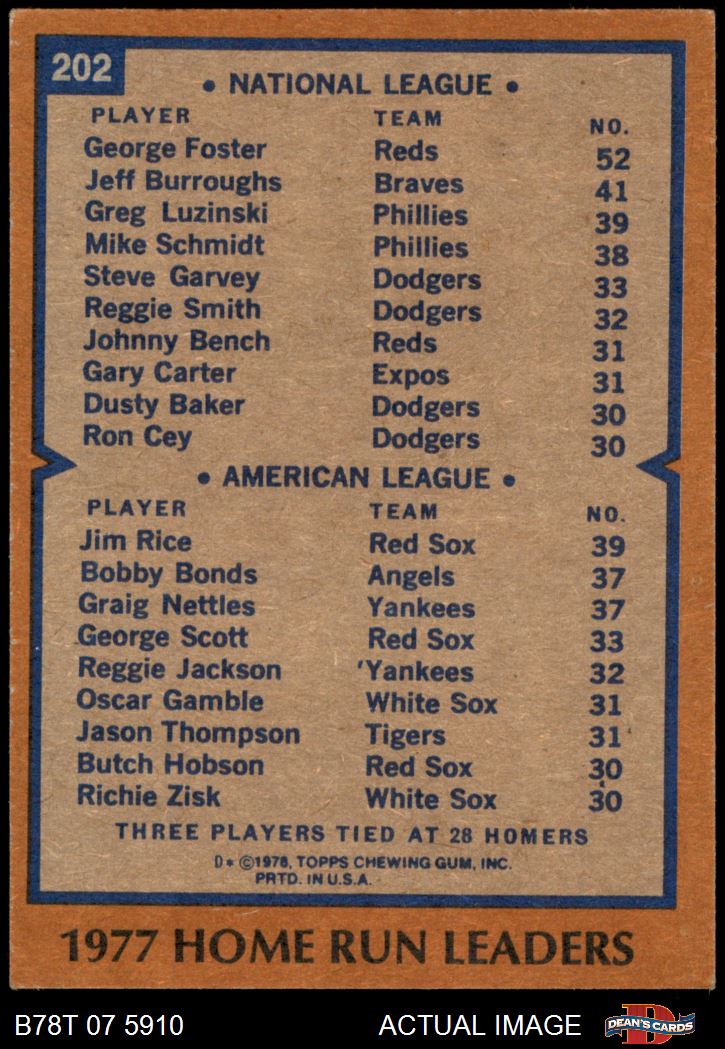 202
• NATIONAL LEAGUE •
PLAYER TEAM NO.
George Foster Reds 52
Jeff Burroughs Braves 41
Greg Luzinski Phillies 39
Mike Schmidt Phillies 38
Steve Garvey Dodgers 33
Reggie Smith Dodgers 32
Johnny Bench Reds 31
Gary Carter Expos 31
Dusty Baker Dodgers 30
Ron Cey Dodgers 30
• AMERICAN LEAGUE •
PLAYER TEAM NO.
Jim Rice Red Sox 39
Bobby Bonds Angels 37
Graig Nettles Yankees 37
George Scott Red Sox 33
Reggie Jackson Yankees 32
Oscar Gamble White Sox 31
Jason Thompson Tigers 31
Butch Hobson Red Sox 30
Richie Zisk White Sox 30
THREE PLAYERS TIED AT 28 HOMERS
D* ©1978, TOPPS CHEWING GUM, INC.
PRTD. IN U.S.A.
1977 HOME RUN LEADERS
B78T 07 5910 ACTUAL IMAGE D DEAN'S CARDS